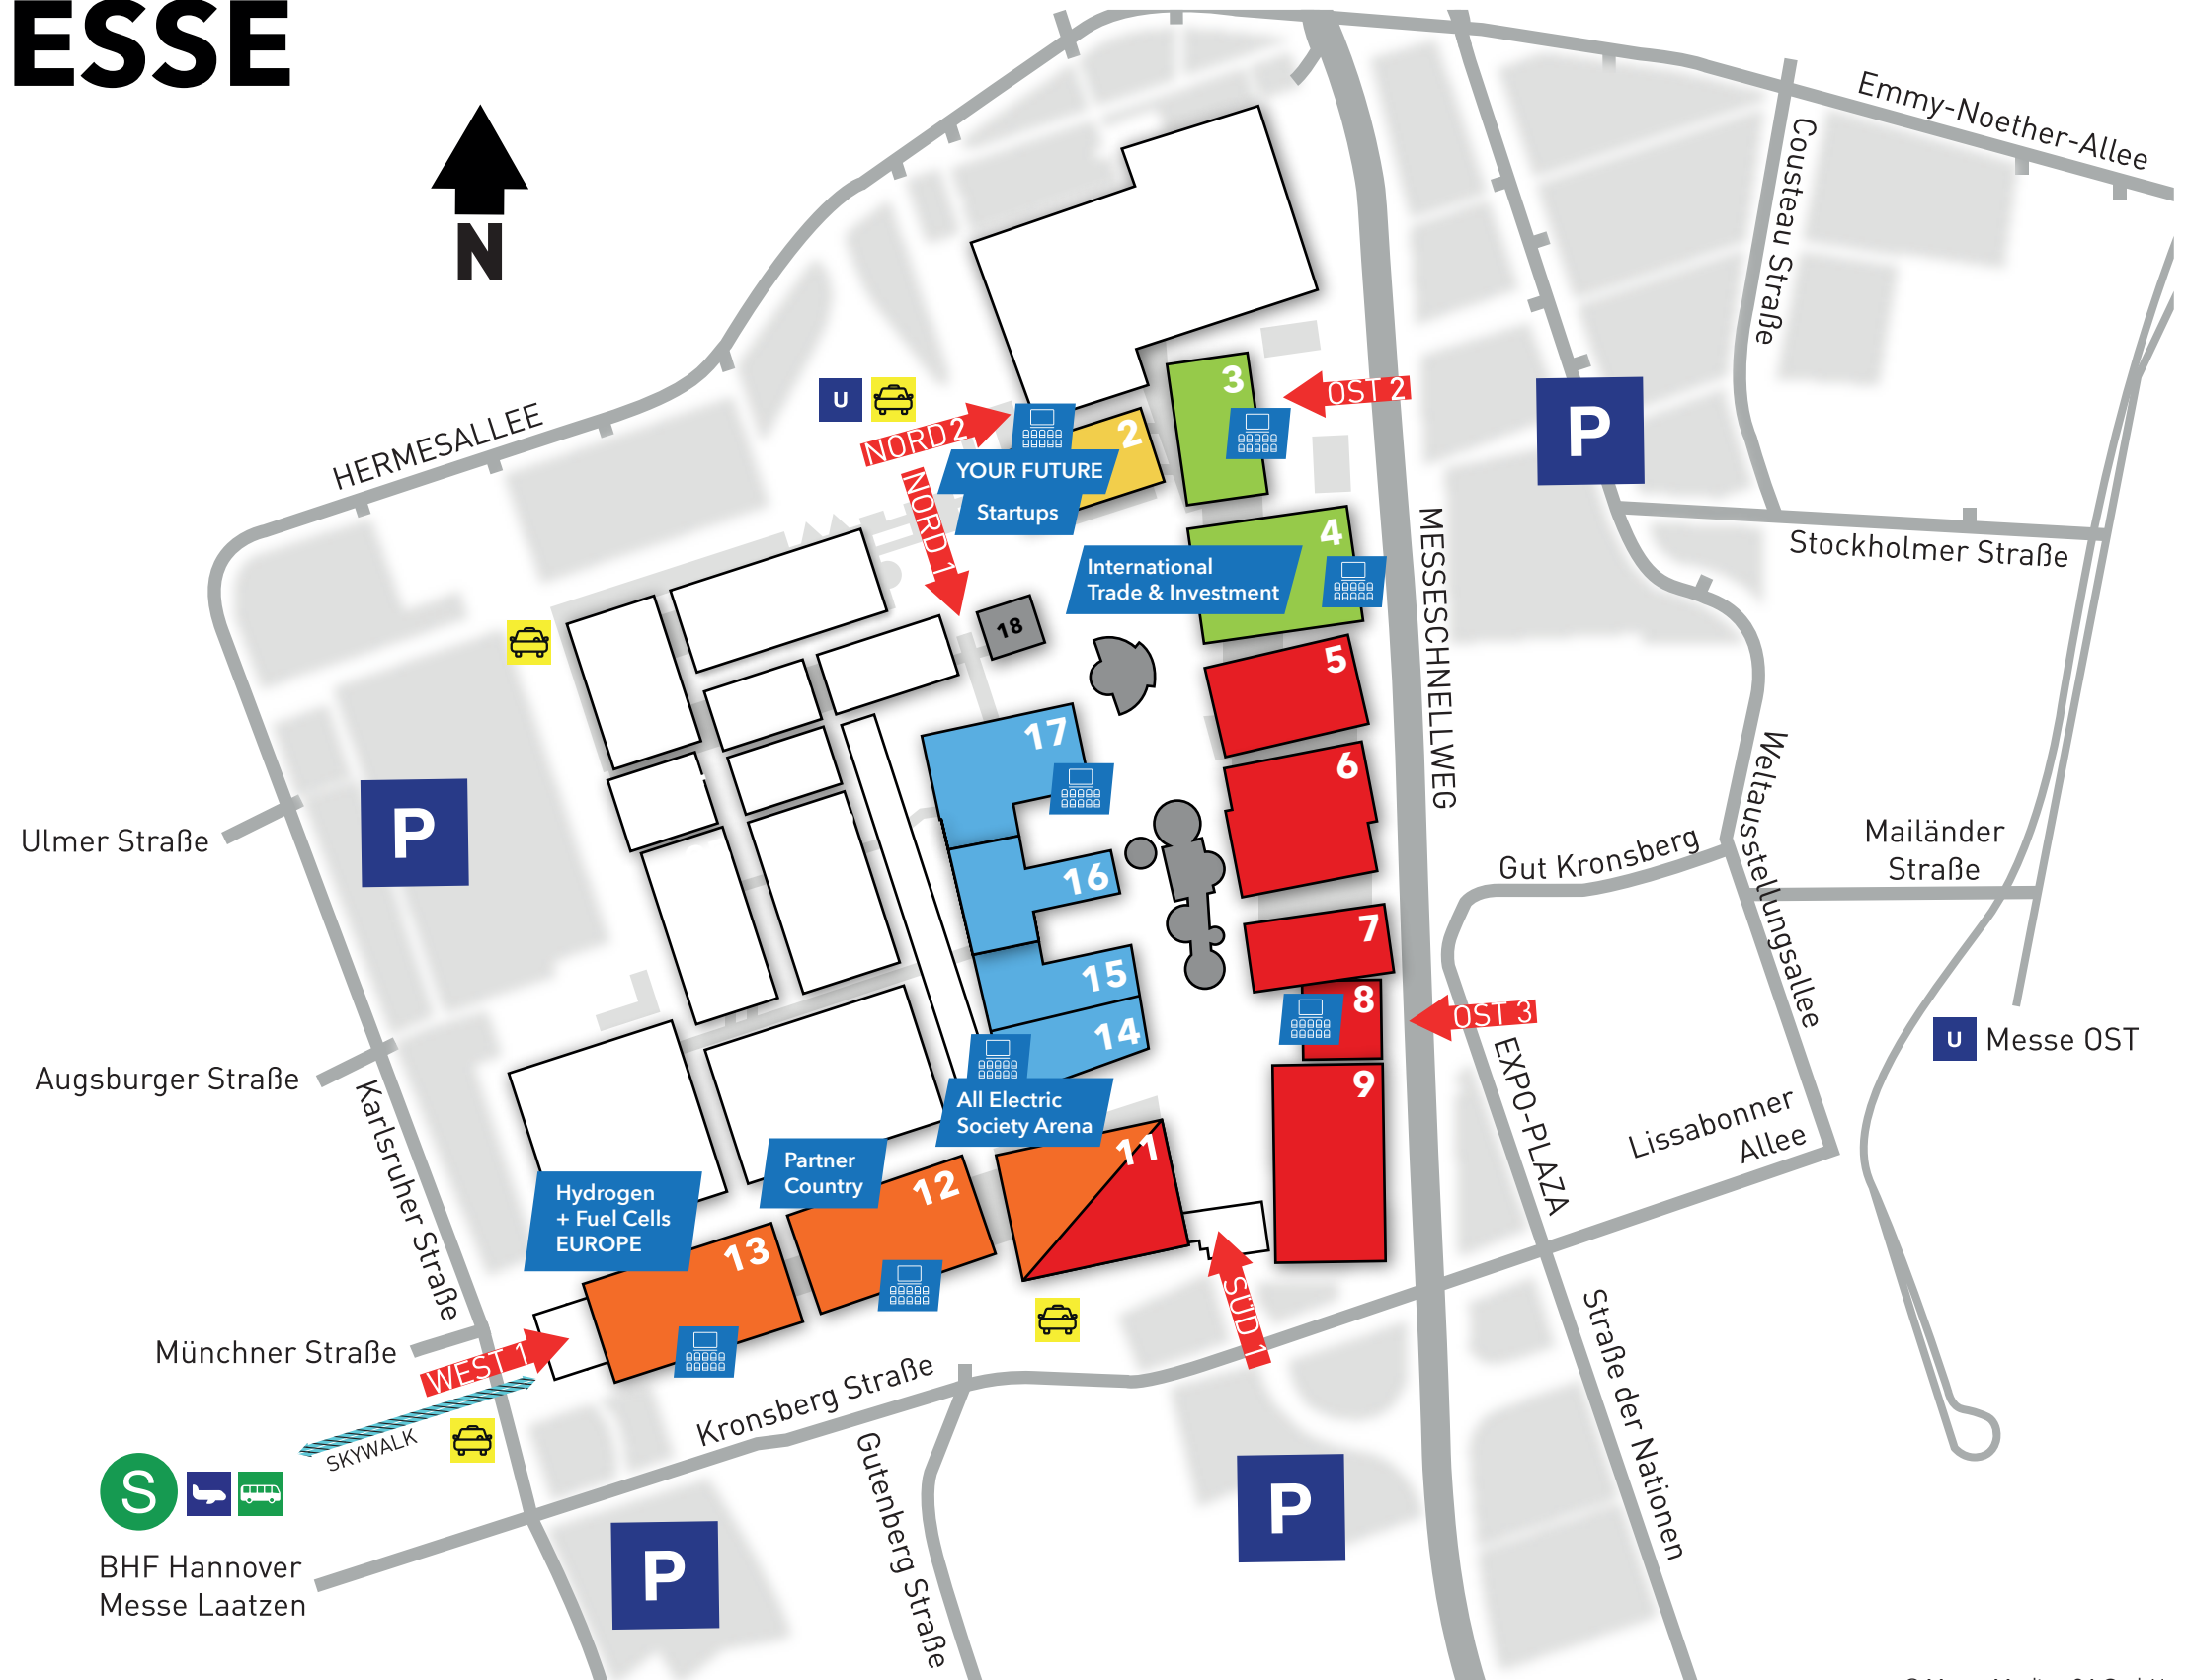 ESSE
N
Emmy-Noether-Allee
Cousteau Straße
HERMESALLEE
U
NORD 2
NORD 1
YOUR FUTURE
Startups
2
3
OST 2
P
4
International
Trade & Investment
MESSESCHNELLWEG
Stockholmer Straße
18
5
17
6
Weltausstellungsallee
Ulmer Straße
P
16
Gut Kronsberg
Mailänder
Straße
7
15
8
OST 3
14
U
Messe OST
Augsburger Straße
Karlsruher Straße
All Electric
Society Arena
9
EXPO-PLAZA
Lissabonner
Allee
11
Partner
Country
12
Hydrogen
+ Fuel Cells
EUROPE
13
SÜD 1
Münchner Straße
WEST 1
SKYWALK
Kronsberg Straße
Gutenberg Straße
Straße der Nationen
S
BHF Hannover
Messe Laatzen
P
P